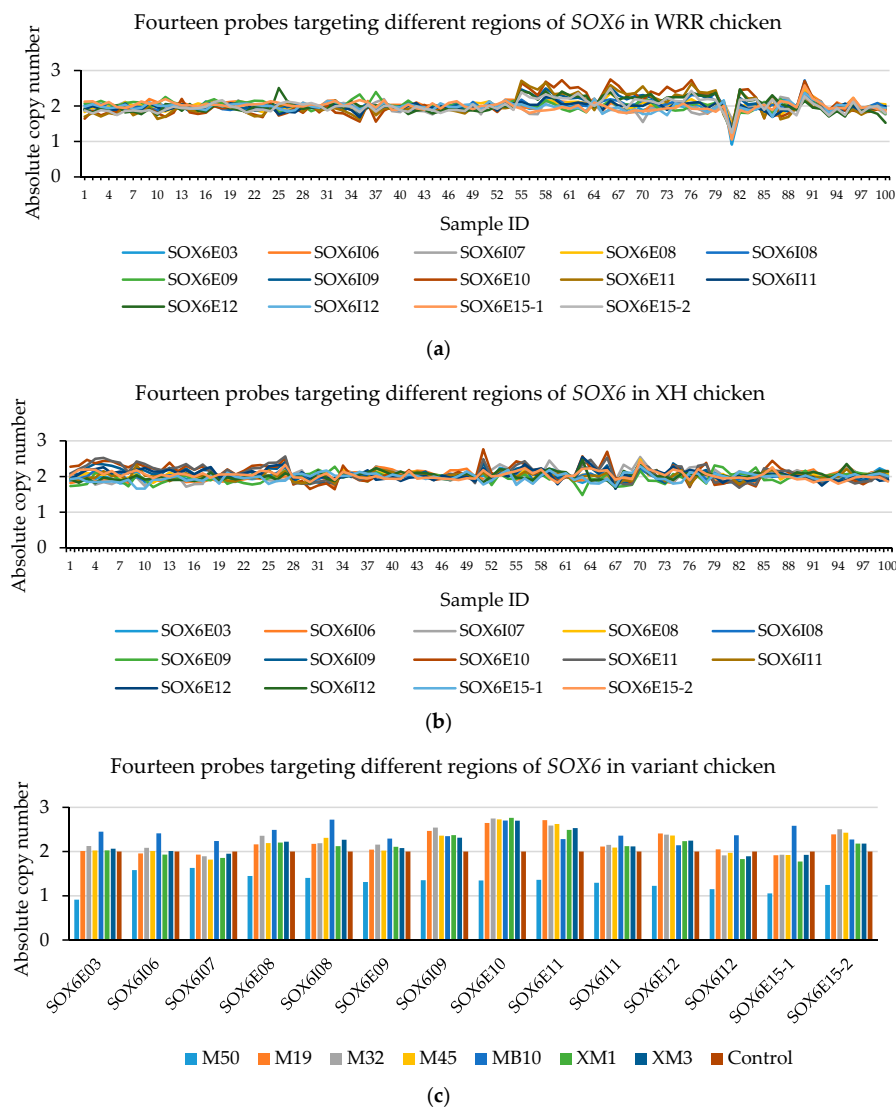 Fourteen probes targeting different regions of SOX6 in WRR chicken
Absolute copy number
3
2
1
0
1 4 7 10 13 16 19 22 25 28 31 34 37 40 43 46 49 52 55 58 61 64 67 70 73 76 79 82 85 88 91 94 97 100
Sample ID
SOX6E03 SOX6I06 SOX6I07 SOX6E08 SOX6I08
SOX6E09 SOX6I09 SOX6E10 SOX6E11 SOX6I11
SOX6E12 SOX6I12 SOX6E15-1 SOX6E15-2
(a)
Fourteen probes targeting different regions of SOX6 in XH chicken
Absolute copy number
3
2
1
0
1 4 7 10 13 16 19 22 25 28 31 34 37 40 43 46 49 52 55 58 61 64 67 70 73 76 79 82 85 88 91 94 97 100
Sample ID
SOX6E03 SOX6I06 SOX6I07 SOX6E08 SOX6I08
SOX6E09 SOX6I09 SOX6E10 SOX6E11 SOX6I11
SOX6E12 SOX6I12 SOX6E15-1 SOX6E15-2
(b)
Fourteen probes targeting different regions of SOX6 in variant chicken
Absolute copy number
3
2
1
0
SOX6E03 SOX6I06 SOX6I07 SOX6E08 SOX6I08 SOX6E09 SOX6I09 SOX6E10 SOX6E11 SOX6I11 SOX6E12 SOX6I12 SOX6E15-1 SOX6E15-2
M50 M19 M32 M45 MB10 XM1 XM3 Control
(c)